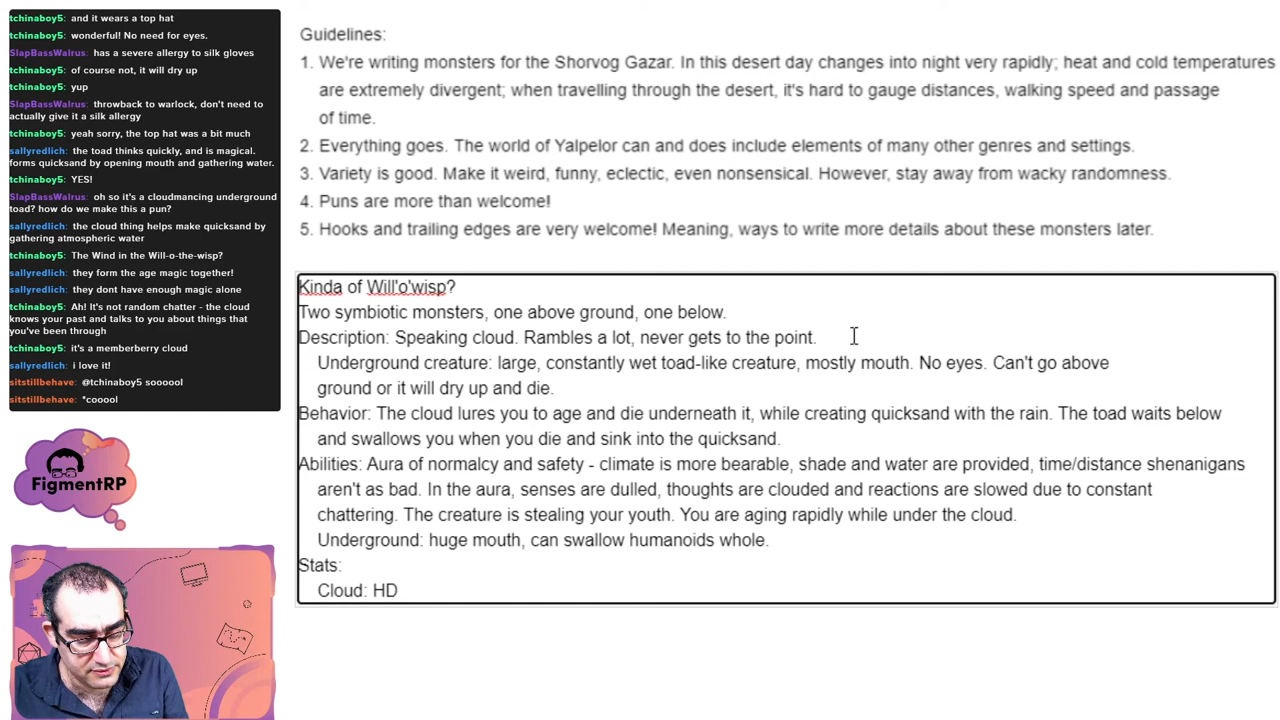 tchinaboy5: and it wears a top hat
tchinaboy5: wonderful! No need for eyes.
SlapBassWalrus: has a severe allergy to silk gloves
tchinaboy5: of course not, it will dry up
tchinaboy5: yup
SlapBassWalrus: throwback to warlock, don't need to
actually give it a silk allergy
tchinaboy5: yeah sorry, the top hat was a bit much
sallyredlich: the toad thinks quickly, and is magical.
forms quicksand by opening mouth and gathering water.
tchinaboy5: YES!
SlapBassWalrus: oh so it's a cloudmancing underground
toad? how do we make this a pun?
sallyredlich: the cloud thing helps make quicksand by
gathering atmospheric water
tchinaboy5: The Wind in the Will-o-the-wisp?
sallyredlich: they form the age magic together!
sallyredlich: they dont have enough magic alone
tchinaboy5: Ah! It's not random chatter - the cloud
knows your past and talks to you about things that
you've been through
tchinaboy5: it's a memberberry cloud
sallyredlich: i love it!
sitstillbehave: @tchinaboy5 soooool
sitstillbehave: *cooool
FigmentRP
Guidelines:
1. We're writing monsters for the Shorvog Gazar. In this desert day changes into night very rapidly; heat and cold temperatures
are extremely divergent; when travelling through the desert, it's hard to gauge distances, walking speed and passage
of time.
2. Everything goes. The world of Yalpelor can and does include elements of many other genres and settings.
3. Variety is good. Make it weird, funny, eclectic, even nonsensical. However, stay away from wacky randomness.
4. Puns are more than welcome!
5. Hooks and trailing edges are very welcome! Meaning, ways to write more details about these monsters later.
Kinda of Will'o'wisp?
Two symbiotic monsters, one above ground, one below.
Description: Speaking cloud. Rambles a lot, never gets to the point.
Underground creature: large, constantly wet toad-like creature, mostly mouth. No eyes. Can't go above
ground or it will dry up and die.
Behavior: The cloud lures you to age and die underneath it, while creating quicksand with the rain. The toad waits below
and swallows you when you die and sink into the quicksand.
Abilities: Aura of normalcy and safety - climate is more bearable, shade and water are provided, time/distance shenanigans
aren't as bad. In the aura, senses are dulled, thoughts are clouded and reactions are slowed due to constant
chattering. The creature is stealing your youth. You are aging rapidly while under the cloud.
Underground: huge mouth, can swallow humanoids whole.
Stats:
Cloud: HD